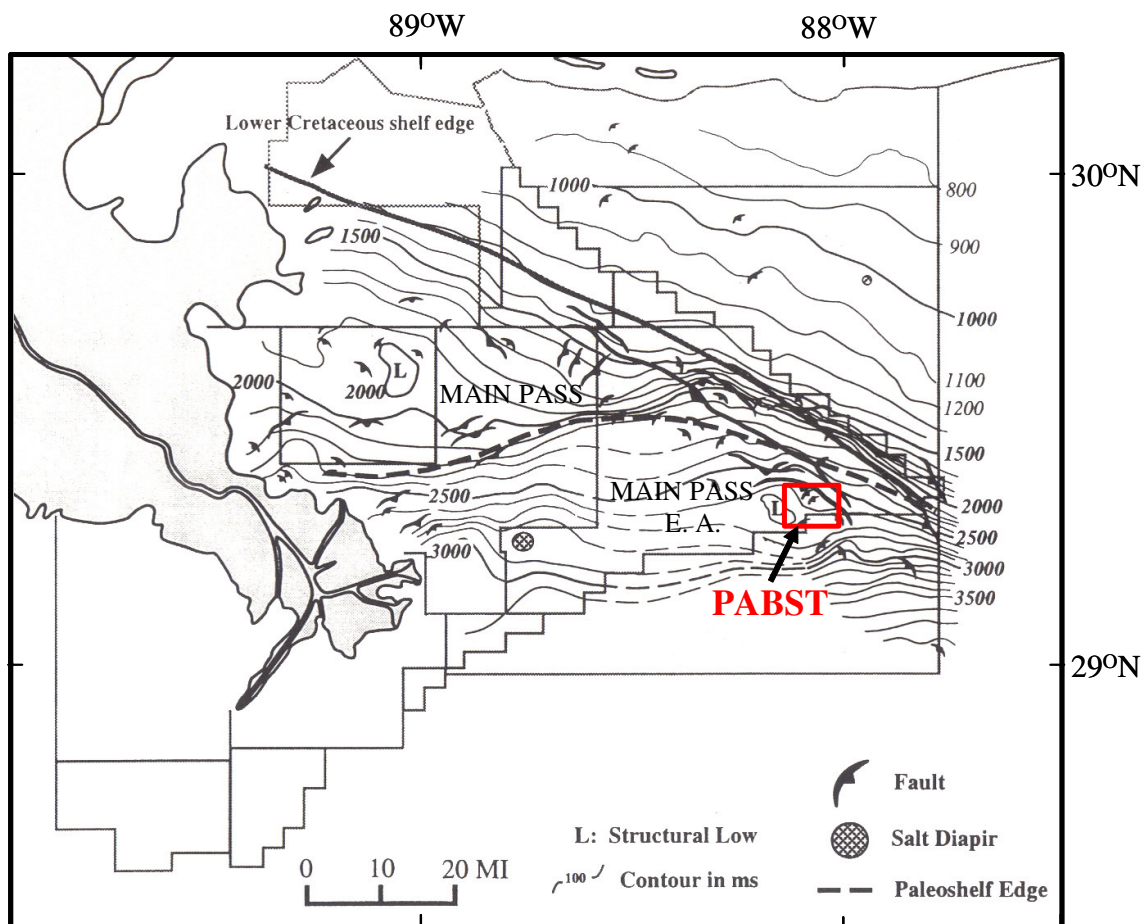 89°W
88°W
Lower Cretaceous shelf edge
30°N
1000
800
900
1500
1000
1100
1200
L
2000
2000
MAIN PASS
1500
2500
MAIN PASS
E. A.
L
2000
2500
3000
3000
3500
PABST
29°N
Fault
L: Structural Low
Salt Diapir
100 Contour in ms
0 10 20 MI
Paleoshelf Edge